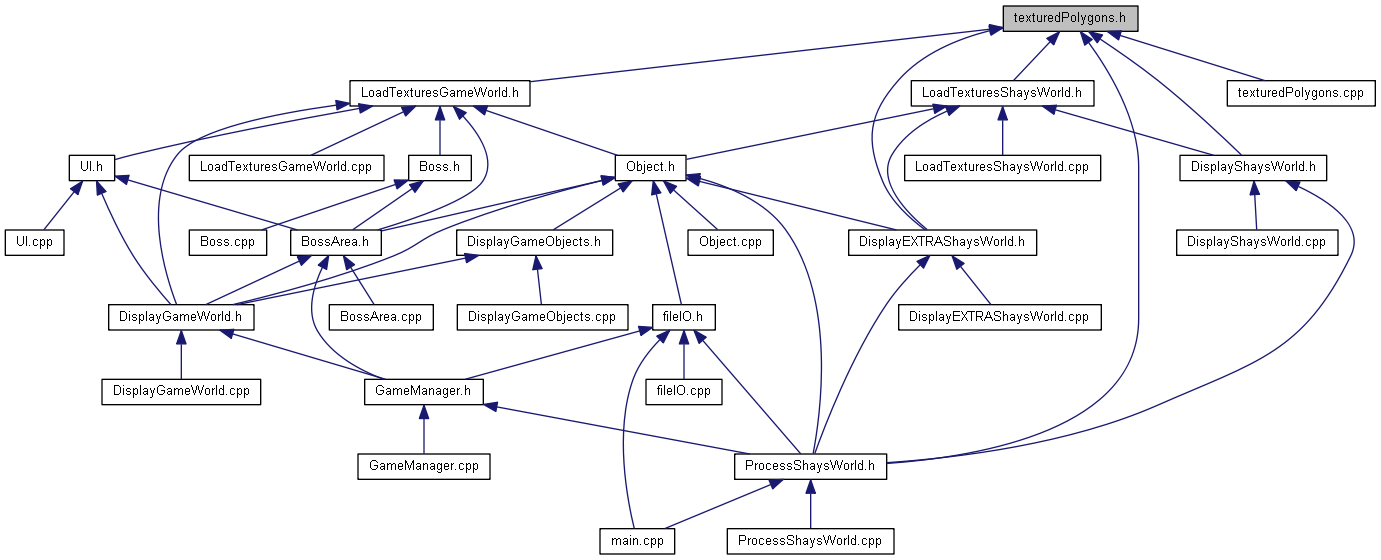 texturedPolygons.h
LoadTexturesGameWorld.h
LoadTexturesShaysWorld.h
texturedPolygons.cpp
UI.h
LoadTexturesGameWorld.cpp
Boss.h
Object.h
LoadTexturesShaysWorld.cpp
DisplayShaysWorld.h
UI.cpp
Boss.cpp
BossArea.h
DisplayGameObjects.h
Object.cpp
DisplayEXTRAShaysWorld.h
DisplayShaysWorld.cpp
DisplayGameWorld.h
BossArea.cpp
DisplayGameObjects.cpp
fileIO.h
DisplayEXTRAShaysWorld.cpp
DisplayGameWorld.cpp
GameManager.h
fileIO.cpp
GameManager.cpp
ProcessShaysWorld.h
main.cpp
ProcessShaysWorld.cpp